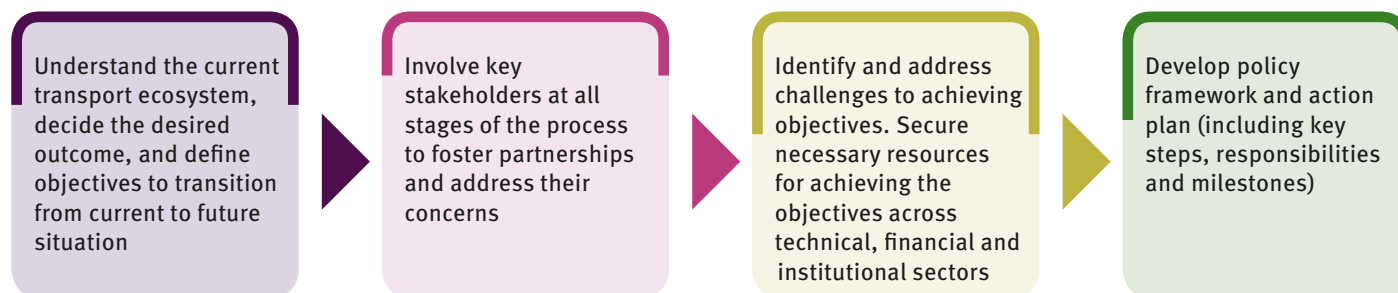 Understand the current
transport ecosystem,
decide the desired
outcome, and define
objectives to transition
from current to future
situation
Involve key
stakeholders at all
stages of the process
to foster partnerships
and address their
concerns
Identify and address
challenges to achieving
objectives. Secure
necessary resources
for achieving the
objectives across
technical, financial and
institutional sectors
Develop policy
framework and action
plan (including key
steps, responsibilities
and milestones)